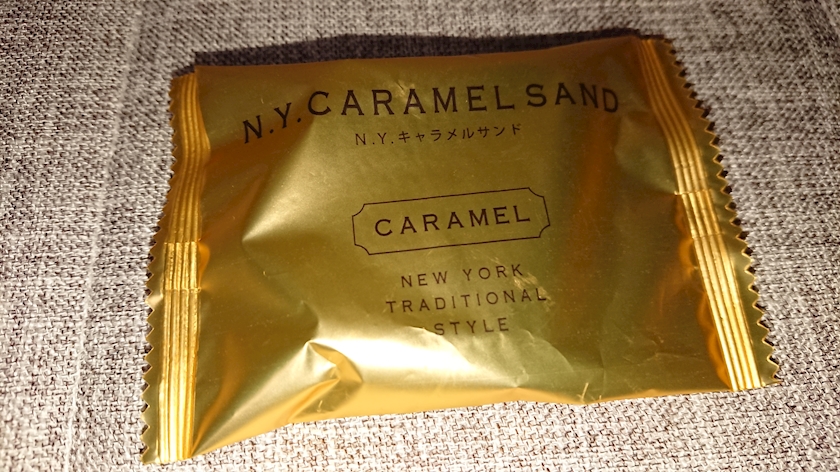 N.Y. CARAMEL SAND
N.Y.キャラメルサンド
CARAMEL
NEW YORK
TRADITIONAL
STYLE